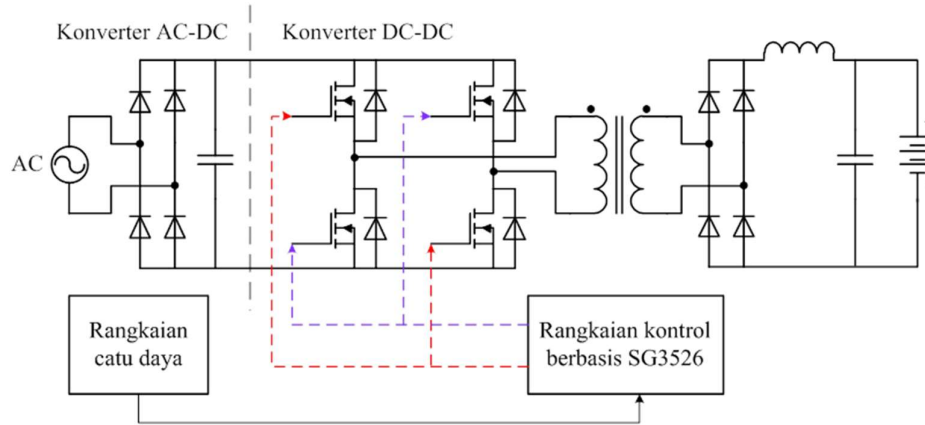 Konverter AC-DC
Konverter DC-DC
AC
Rangkaian
catu daya
Rangkaian kontrol
berbasis SG3526